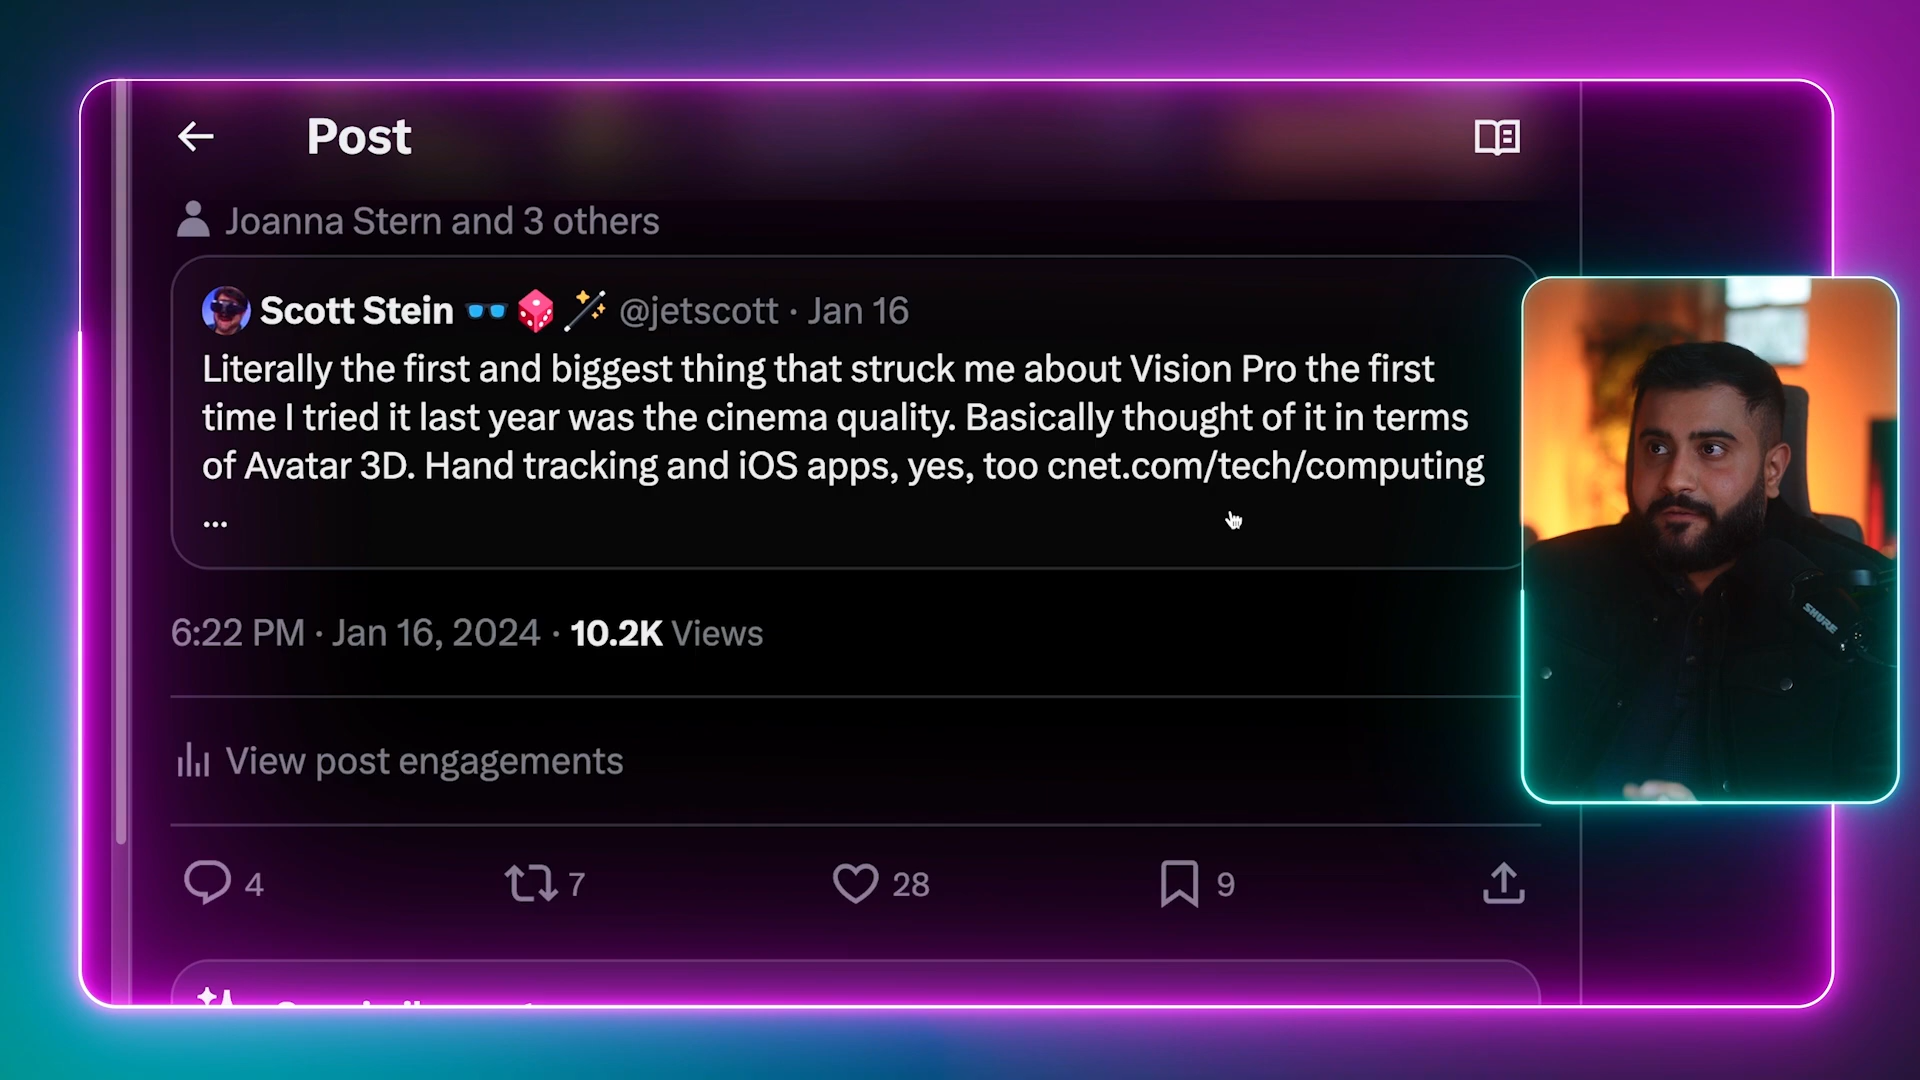 Post
Joanna Stern and 3 others
Scott Stein 🕶️🎲🪄 @jetscott · Jan 16
Literally the first and biggest thing that struck me about Vision Pro the first
time I tried it last year was the cinema quality. Basically thought of it in terms
of Avatar 3D. Hand tracking and iOS apps, yes, too cnet.com/tech/computing
...
6:22 PM · Jan 16, 2024 · 10.2K Views
View post engagements
4 7 28 9
SHURE